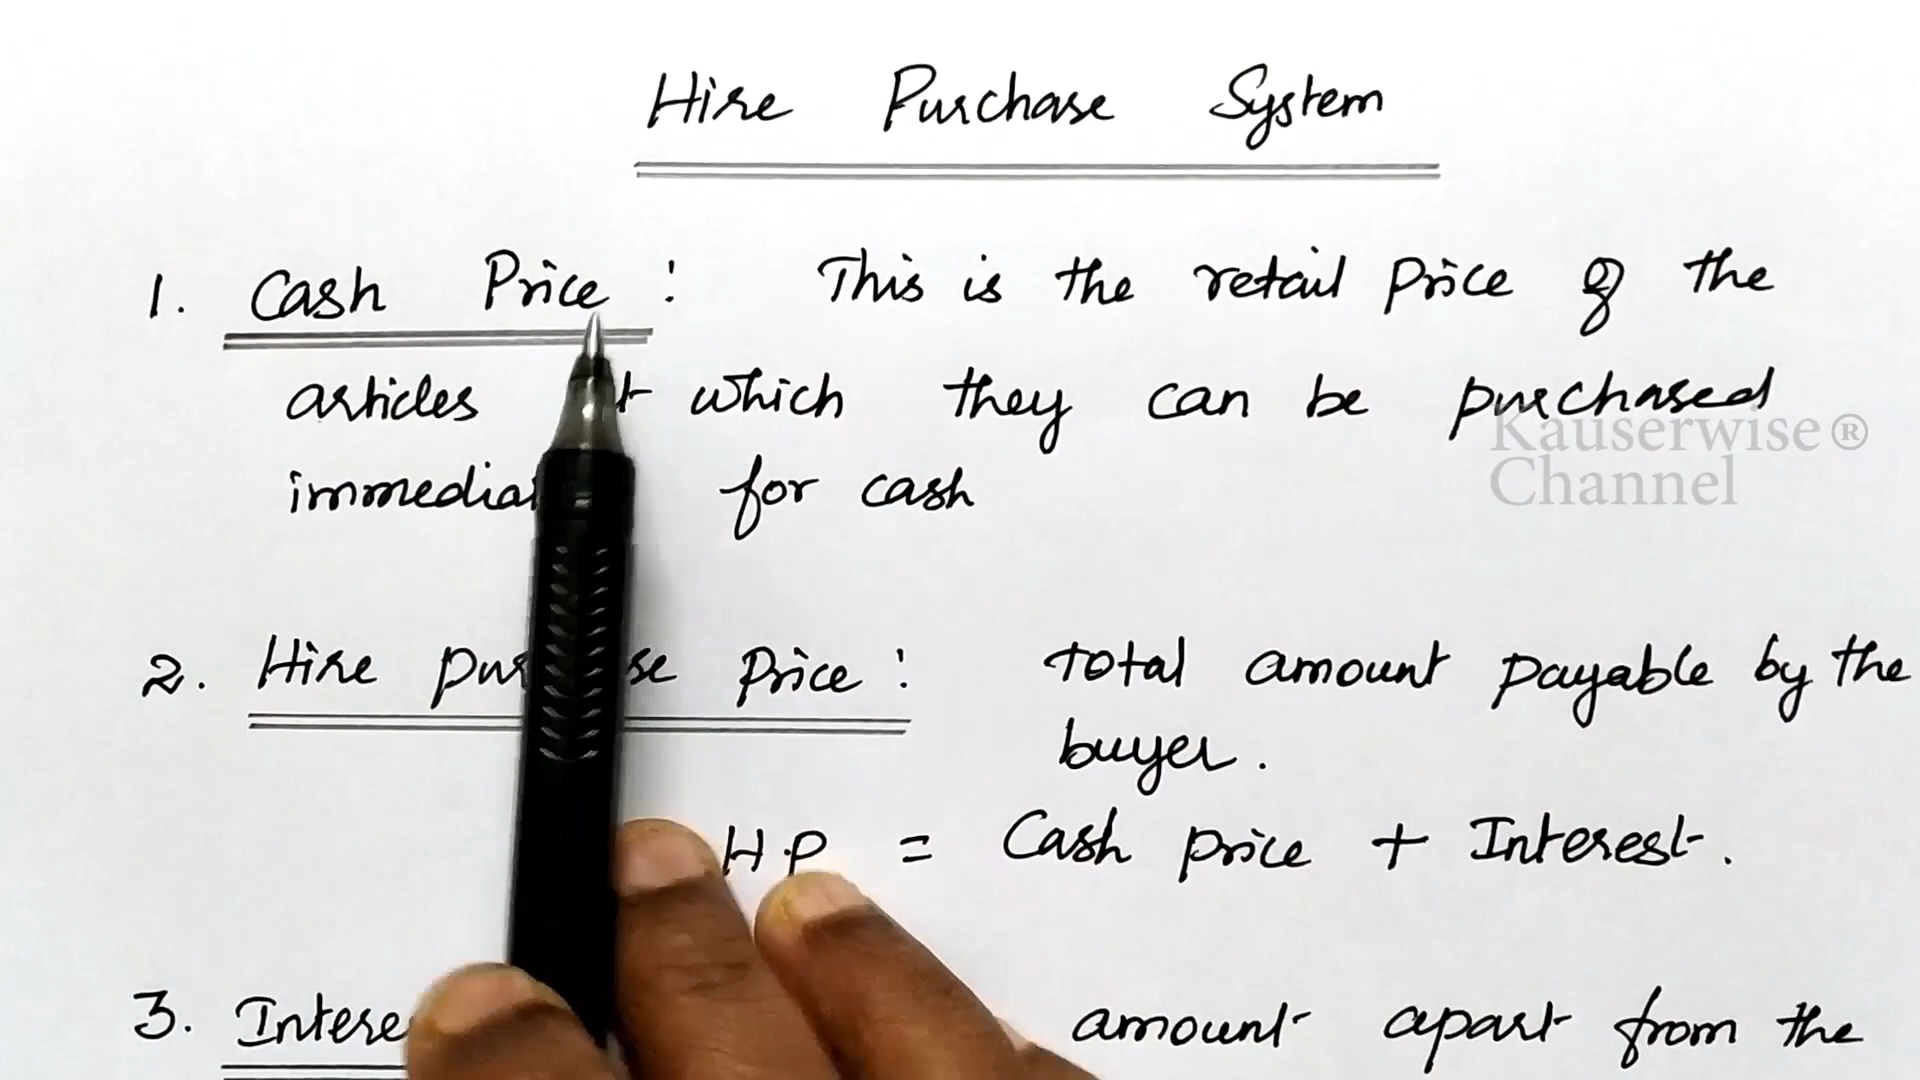 Hire Purchase System
1. Cash Price : This is the retail price of the
articles which they can be purchased
for cash
Kauserwise®
Channel
2. Hire price : total amount payable by the
buyer.
H.P = Cash price + Interest.
3. amount apart from the